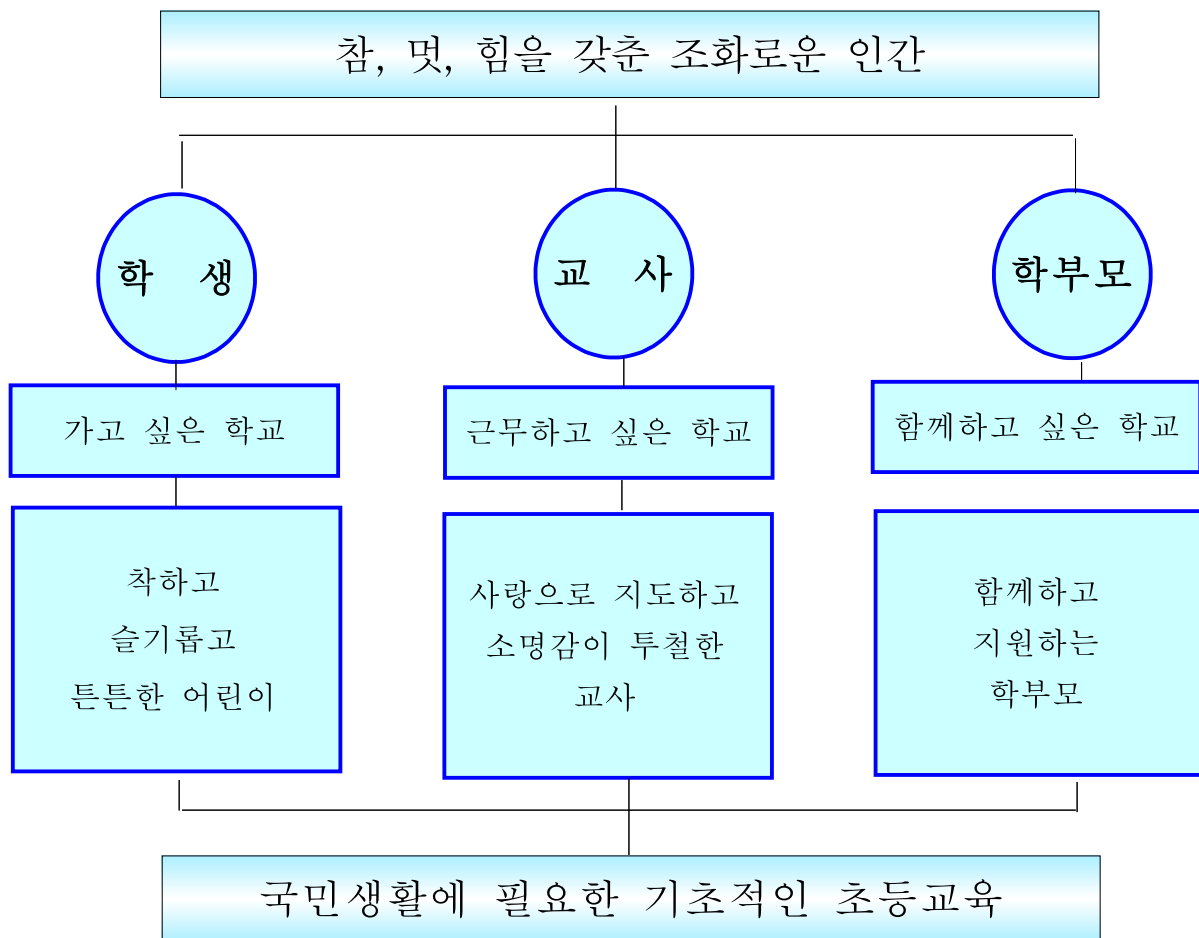 참, 멋, 힘을 갖춘 조화로운 인간
학 생
교 사
학부모
가고 싶은 학교
근무하고 싶은 학교
함께하고 싶은 학교
착하고
슬기롭고
튼튼한 어린이
사랑으로 지도하고
소명감이 투철한
교사
함께하고
지원하는
학부모
국민생활에 필요한 기초적인 초등교육